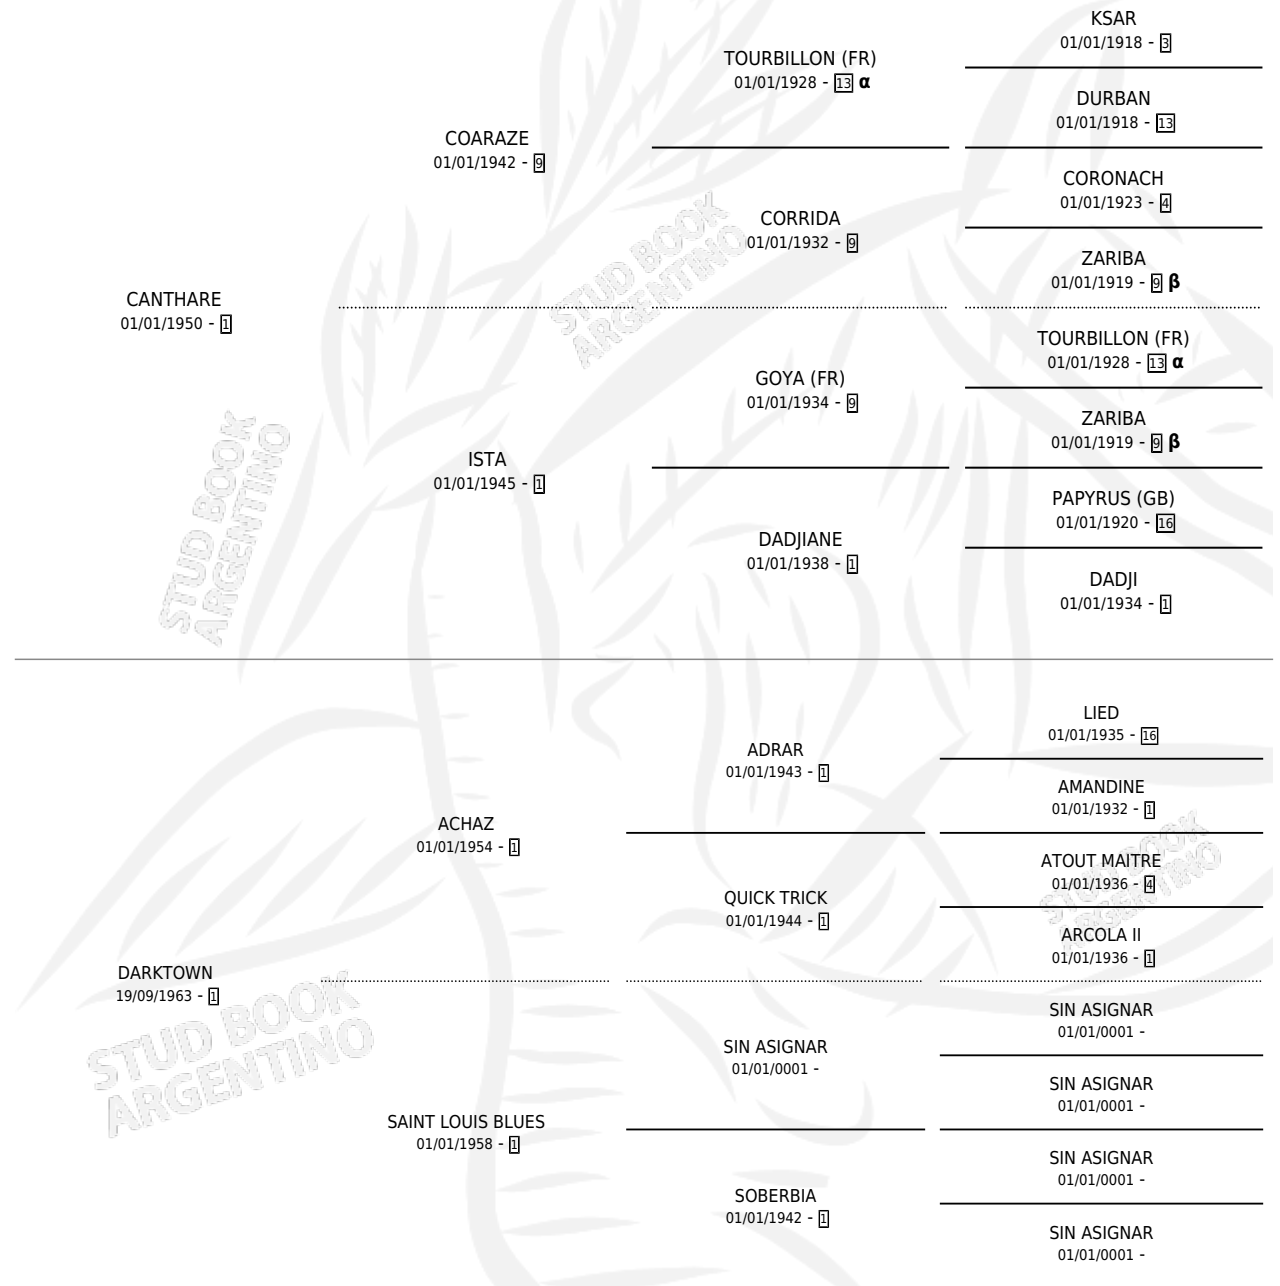 KSAR
01/01/1918 - 3
TOURBILLON (FR)
01/01/1928 - 13 α
DURBAN
01/01/1918 - 13
COARAZE
01/01/1942 - 9
CORONACH
01/01/1923 - 4
CORRIDA
01/01/1932 - 9
ZARIBA
01/01/1919 - 9 β
CANTHARE
01/01/1950 - 1
TOURBILLON (FR)
01/01/1928 - 13 α
GOYA (FR)
01/01/1934 - 9
ZARIBA
01/01/1919 - 9 β
ISTA
01/01/1945 - 1
PAPYRUS (GB)
01/01/1920 - 16
DADJIANE
01/01/1938 - 1
DADJI
01/01/1934 - 1
STUD BOOK
ARGENTINO
STUD BOOK
ARGENTINO
LIED
01/01/1935 - 16
ADRAR
01/01/1943 - 1
AMANDINE
01/01/1932 - 1
ACHAZ
01/01/1954 - 1
ATOUT MAITRE
01/01/1936 - 4
QUICK TRICK
01/01/1944 - 1
ARCOLA II
01/01/1936 - 1
DARKTOWN
19/09/1963 - 1
SIN ASIGNAR
01/01/0001 -
SIN ASIGNAR
01/01/0001 -
SIN ASIGNAR
01/01/0001 -
SAINT LOUIS BLUES
01/01/1958 - 1
SIN ASIGNAR
01/01/0001 -
SOBERBIA
01/01/1942 - 1
SIN ASIGNAR
01/01/0001 -
STUD BOOK
ARGENTINO
STUD BOOK
ARGENTINO